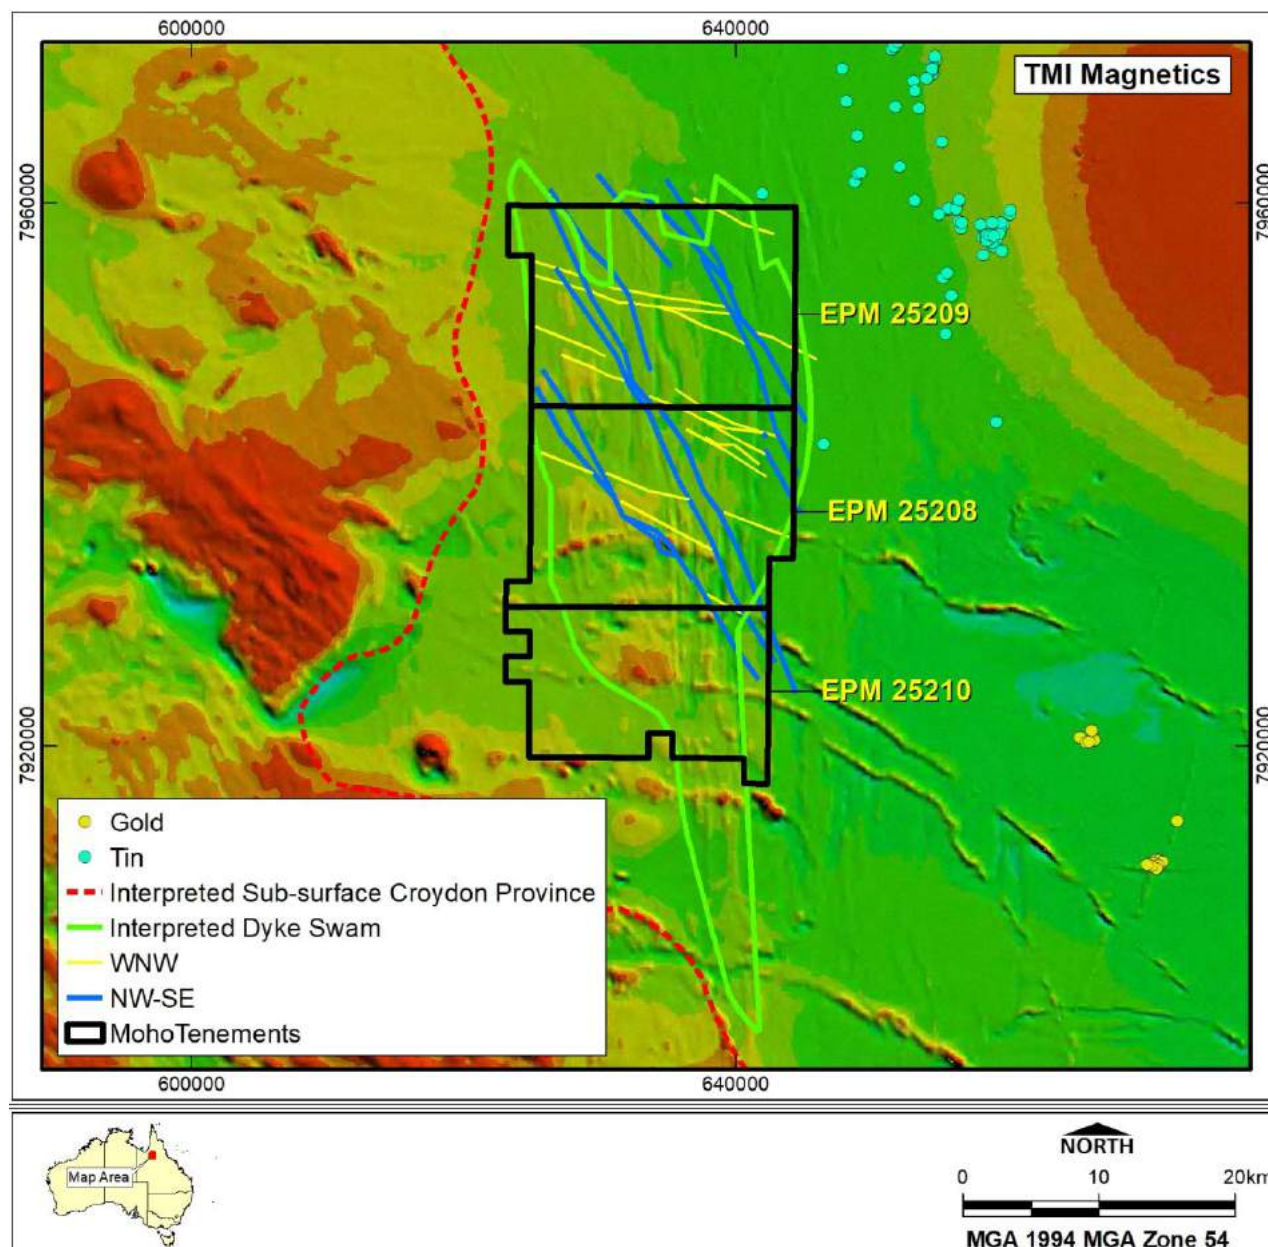 600000
640000
TMI Magnetics
7960000
7960000
EPM 25209
EPM 25208
EPM 25210
7920000
7920000
Gold
Tin
Interpreted Sub-surface Croydon Province
Interpreted Dyke Swam
WNW
NW-SE
MohoTenements
600000
640000
Map Area
NORTH
0 10 20km
MGA 1994 MGA Zone 54